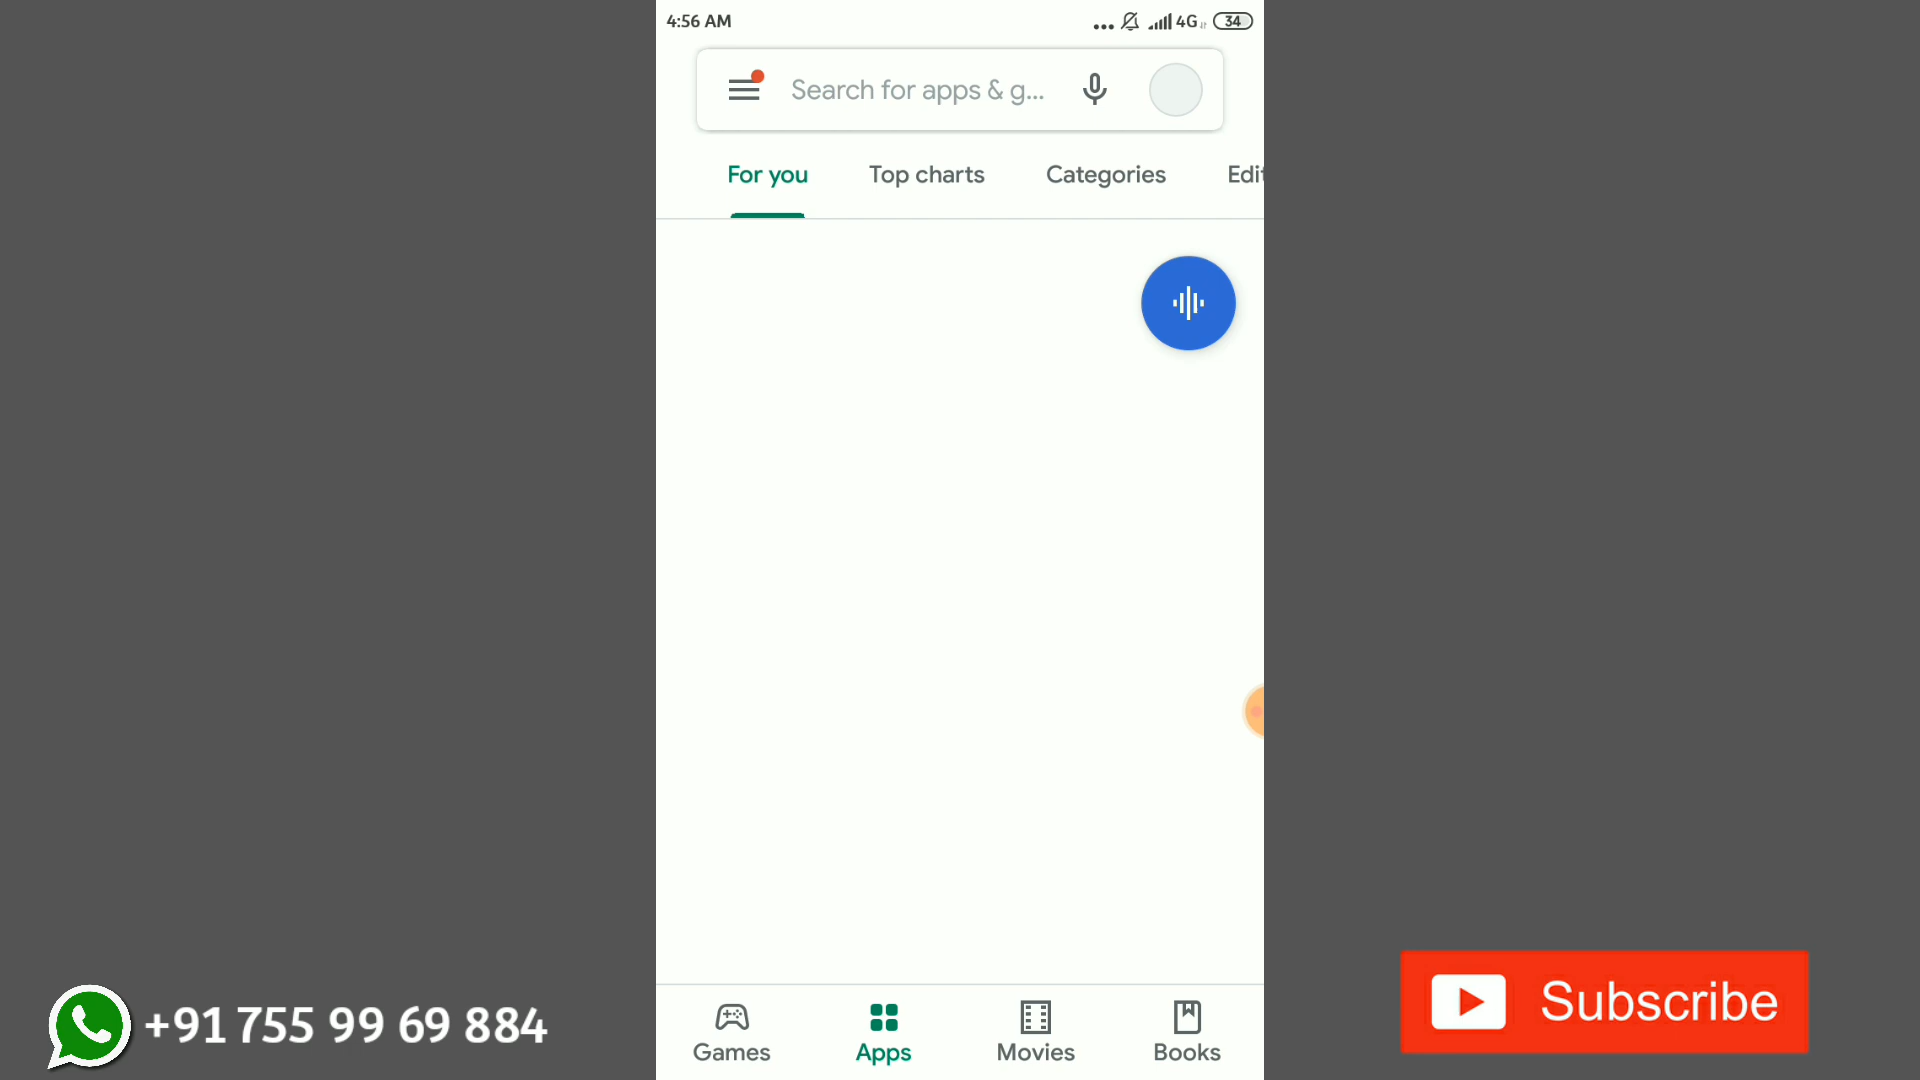 4:56 AM
4G
34
Search for apps & g...
For you
Top charts
Categories
Edit
Games
Apps
Movies
Books
+91 755 99 69 884
Subscribe